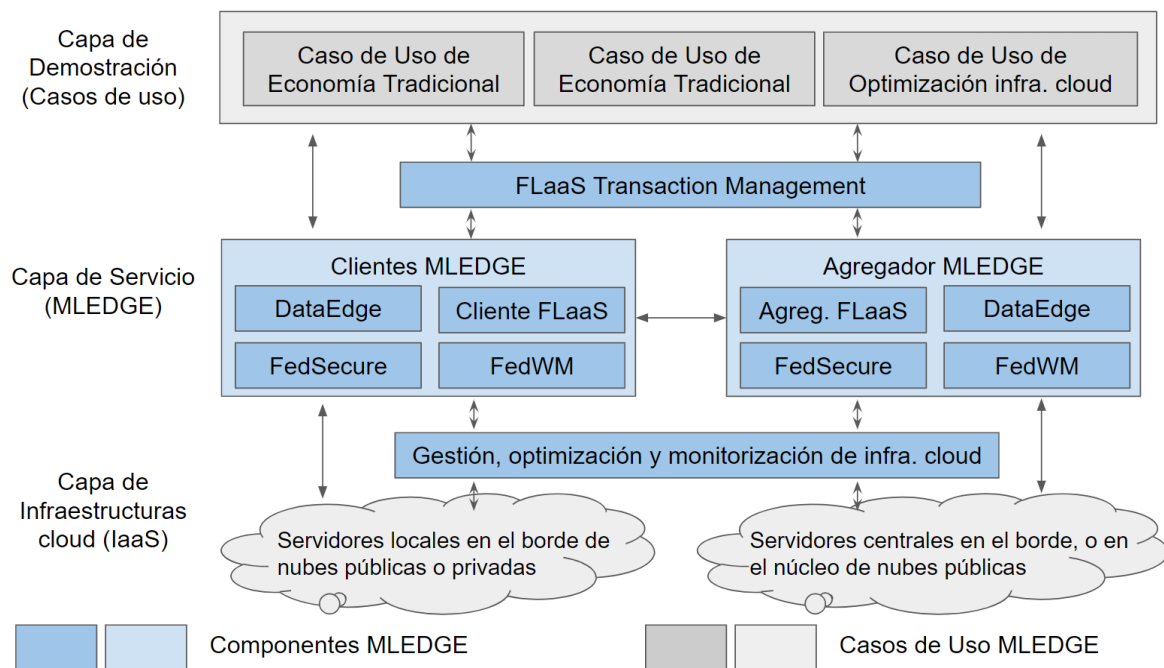 Capa de
Demostración
(Casos de uso)
Caso de Uso de
Economía Tradicional
Caso de Uso de
Economía Tradicional
Caso de Uso de
Optimización infra. cloud
FLaaS Transaction Management
Capa de Servicio
(MLEDGE)
Clientes MLEDGE
DataEdge
Cliente FLaaS
FedSecure
FedWM
Agregador MLEDGE
Agreg. FLaaS
DataEdge
FedSecure
FedWM
Gestión, optimización y monitorización de infra. cloud
Capa de
Infraestructuras
cloud (IaaS)
Servidores locales en el borde de
nubes públicas o privadas
Servidores centrales en el borde, o en
el núcleo de nubes públicas
Componentes MLEDGE
Casos de Uso MLEDGE